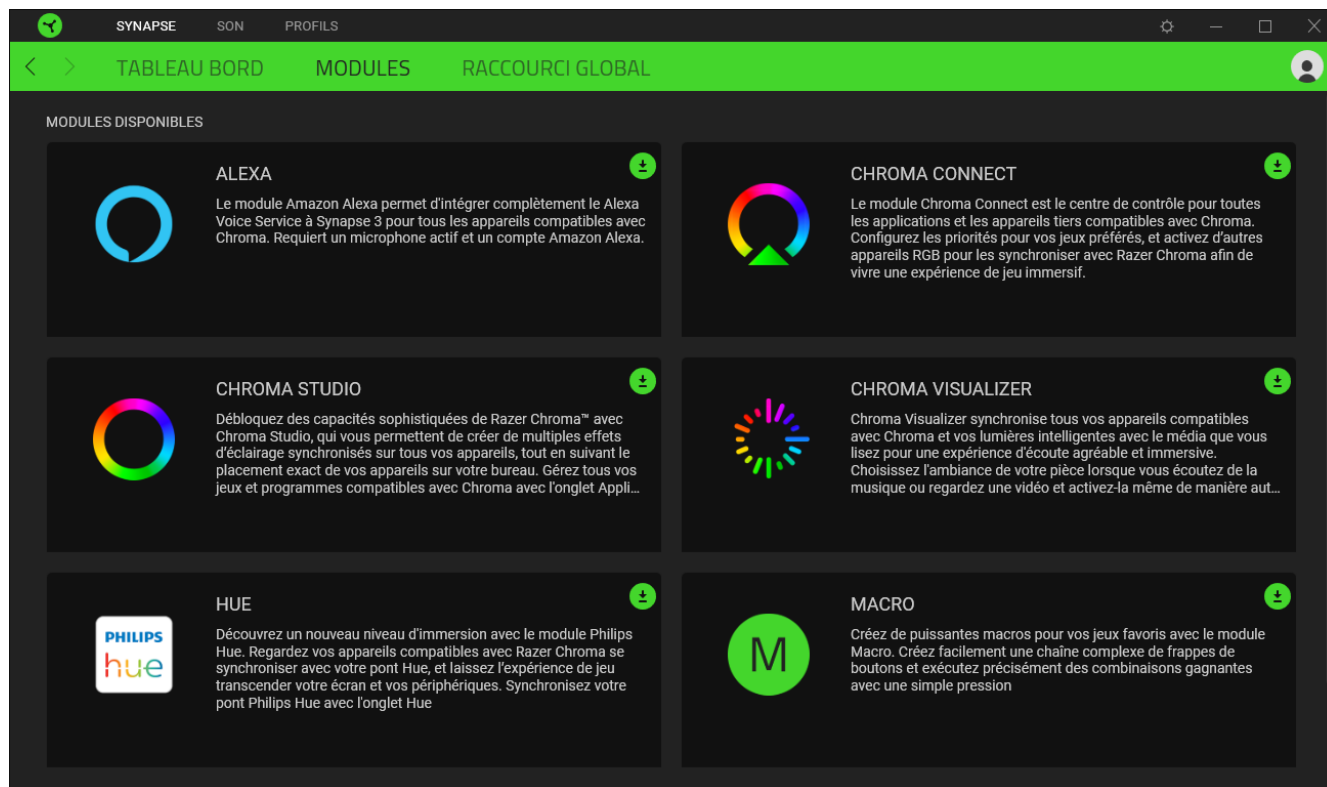 SYNAPSE SON PROFILS
TABLEAU BORD MODULES RACCOURCI GLOBAL
MODULES DISPONIBLES
ALEXA
Le module Amazon Alexa permet d'intégrer complètement le Alexa
Voice Service à Synapse 3 pour tous les appareils compatibles avec
Chroma. Requiert un microphone actif et un compte Amazon Alexa.
CHROMA CONNECT
Le module Chroma Connect est le centre de contrôle pour toutes
les applications et les appareils tiers compatibles avec Chroma.
Configurez les priorités pour vos jeux préférés, et activez d'autres
appareils RGB pour les synchroniser avec Razer Chroma afin de
vivre une expérience de jeu immersif.
CHROMA STUDIO
Débloquez des capacités sophistiquées de Razer Chroma™ avec
Chroma Studio, qui vous permettent de créer de multiples effets
d'éclairage synchronisés sur tous vos appareils, tout en suivant le
placement exact de vos appareils sur votre bureau. Gérez tous vos
jeux et programmes compatibles avec Chroma avec l'onglet Appli...
CHROMA VISUALIZER
Chroma Visualizer synchronise tous vos appareils compatibles
avec Chroma et vos lumières intelligentes avec le média que vous
lisez pour une expérience d'écoute agréable et immersive.
Choisissez l'ambiance de votre pièce lorsque vous écoutez de la
musique ou regardez une vidéo et activez-la même de manière aut...
PHILIPS
hue
HUE
Découvrez un nouveau niveau d'immersion avec le module Philips
Hue. Regardez vos appareils compatibles avec Razer Chroma se
synchroniser avec votre pont Hue, et laissez l'expérience de jeu
transcender votre écran et vos périphériques. Synchronisez votre
pont Philips Hue avec l'onglet Hue
M
MACRO
Créez de puissantes macros pour vos jeux favoris avec le module
Macro. Créez facilement une chaîne complexe de frappes de
boutons et exécutez précisément des combinaisons gagnantes
avec une simple pression